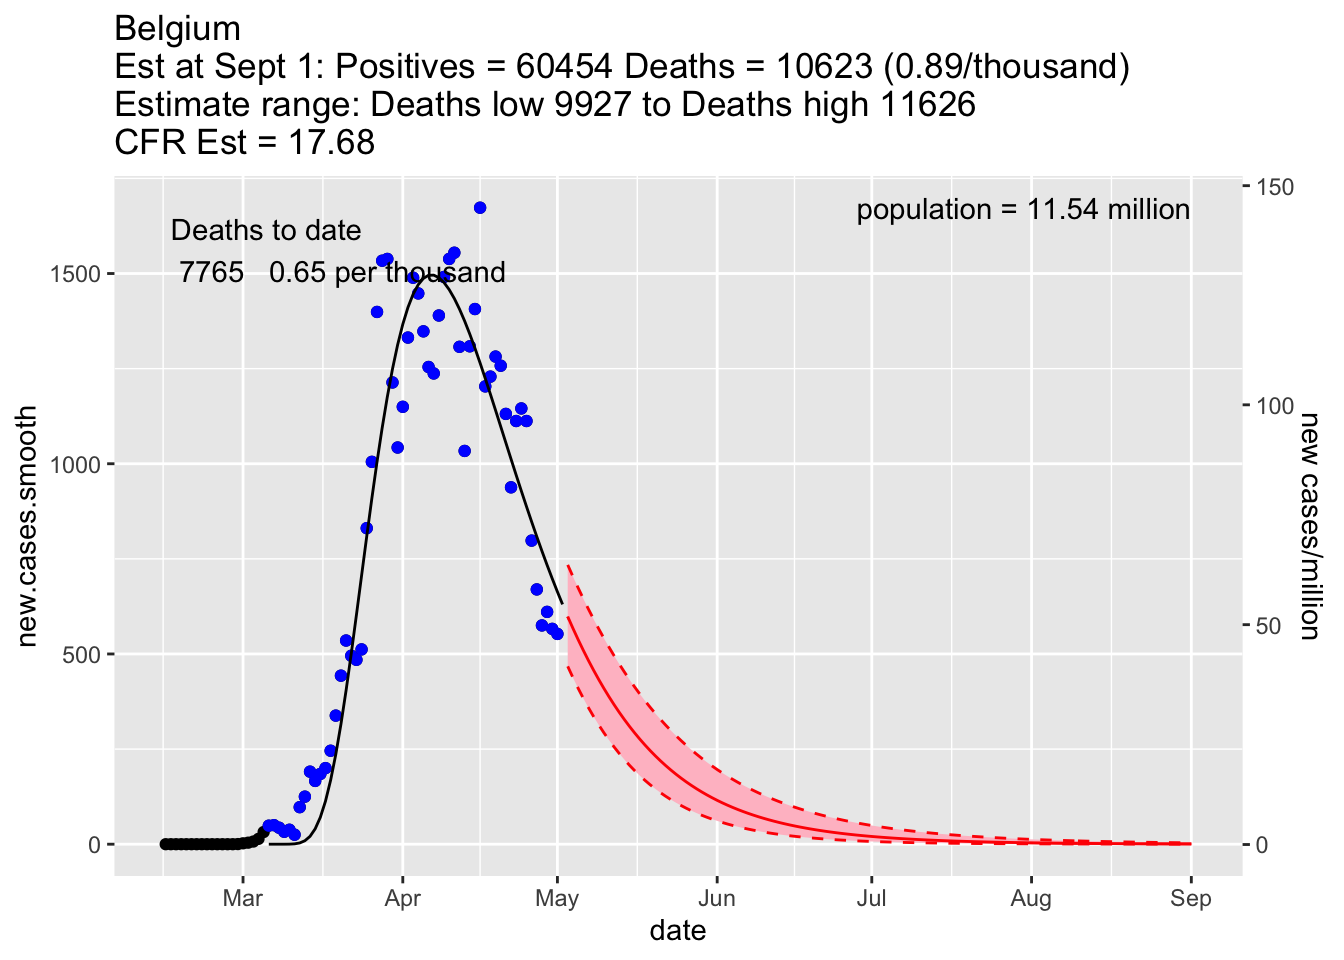 Belgium
Est at Sept 1: Positives = 60454 Deaths = 10623 (0.89/thousand)
Estimate range: Deaths low 9927 to Deaths high 11626
CFR Est = 17.68
population = 11.54 million
Deaths to date
7765   0.65 per thousand
new.cases.smooth
1500
1000
500
0
150
100
50
0
new cases/million
Mar Apr May Jun Jul Aug Sep
date